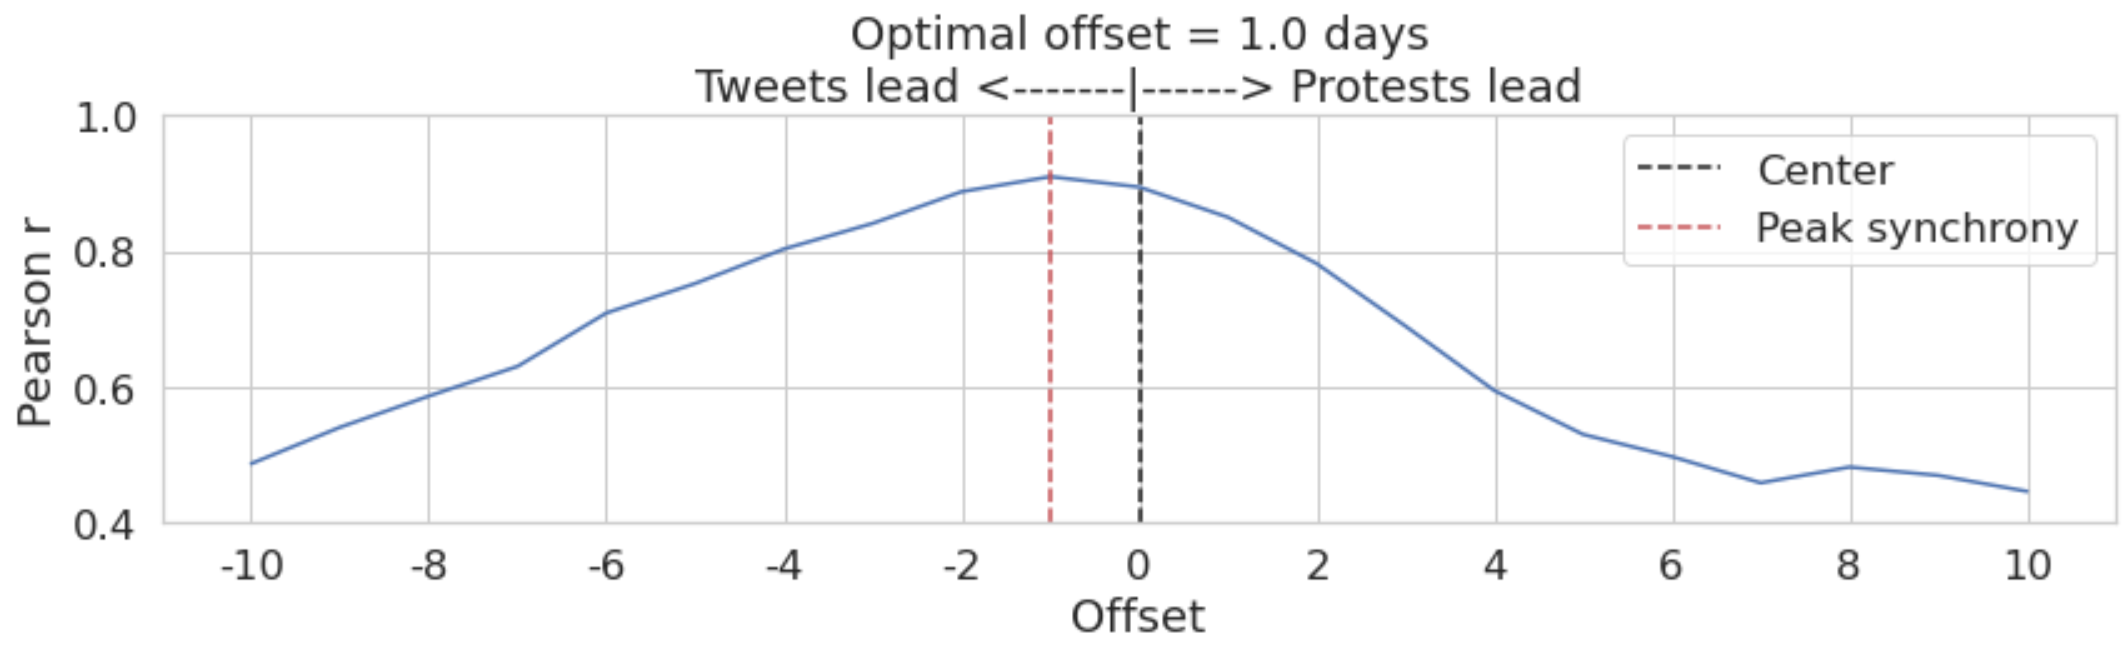 Optimal offset = 1.0 days
Tweets lead <-------|------> Protests lead
1.0
0.8
0.6
0.4
Pearson r
Center
Peak synchrony
-10 -8 -6 -4 -2 0 2 4 6 8 10
Offset